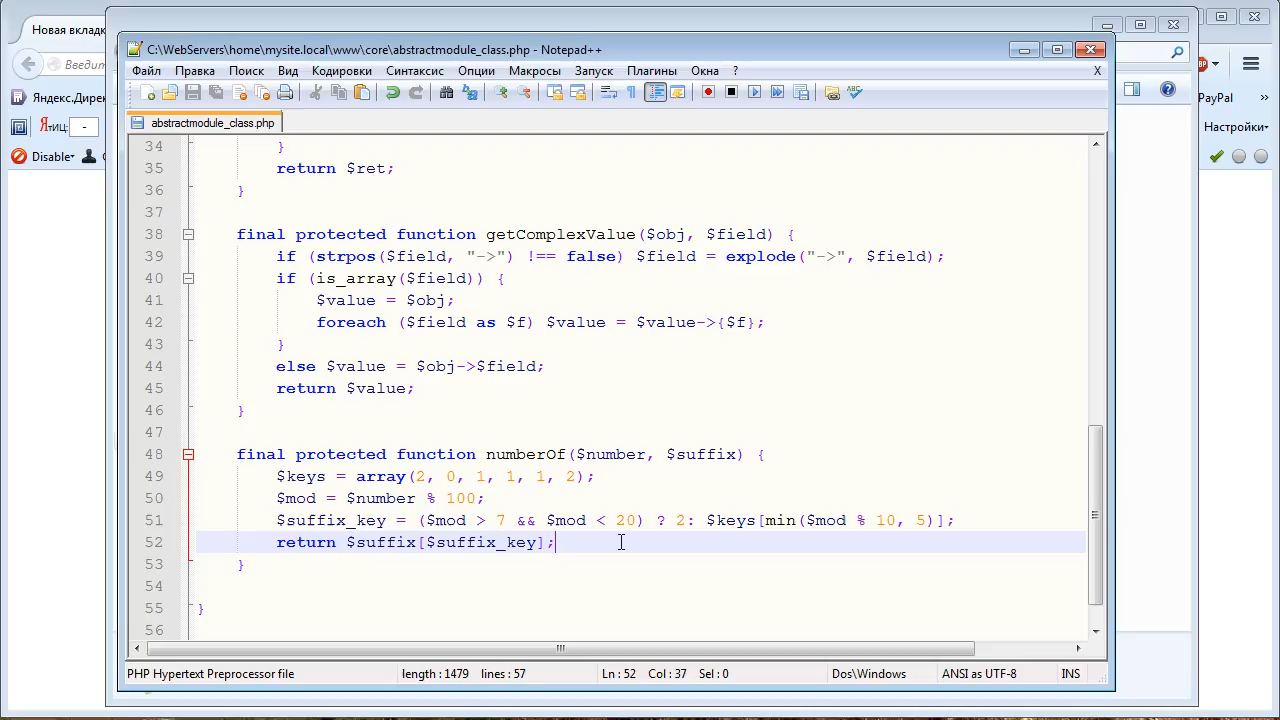 Новая вкладк
Введит
Яндекс.Дирек
Яτиц: -
Disable
C:\WebServers\home\mysite.local\www\core\abstractmodule_class.php - Notepad++
Файл Правка Поиск Вид Кодировки Синтаксис Опции Макросы Запуск Плагины Окна ? X
abstractmodule_class.php
PayPal »
Настройки
34 }
35 return $ret;
36 }
37
38 final protected function getComplexValue($obj, $field) {
39 if (strpos($field, "->") !== false) $field = explode("->", $field);
40 if (is_array($field)) {
41 $value = $obj;
42 foreach ($field as $f) $value = $value->{$f};
43 }
44 else $value = $obj->$field;
45 return $value;
46 }
47
48 final protected function numberOf($number, $suffix) {
49 $keys = array(2, 0, 1, 1, 1, 2);
50 $mod = $number % 100;
51 $suffix_key = ($mod > 7 && $mod < 20) ? 2: $keys[min($mod % 10, 5)];
52 return $suffix[$suffix_key];
53 }
54
55 }
56
PHP Hypertext Preprocessor file length : 1479 lines : 57 Ln : 52 Col : 37 Sel : 0 Dos\Windows ANSI as UTF-8 INS